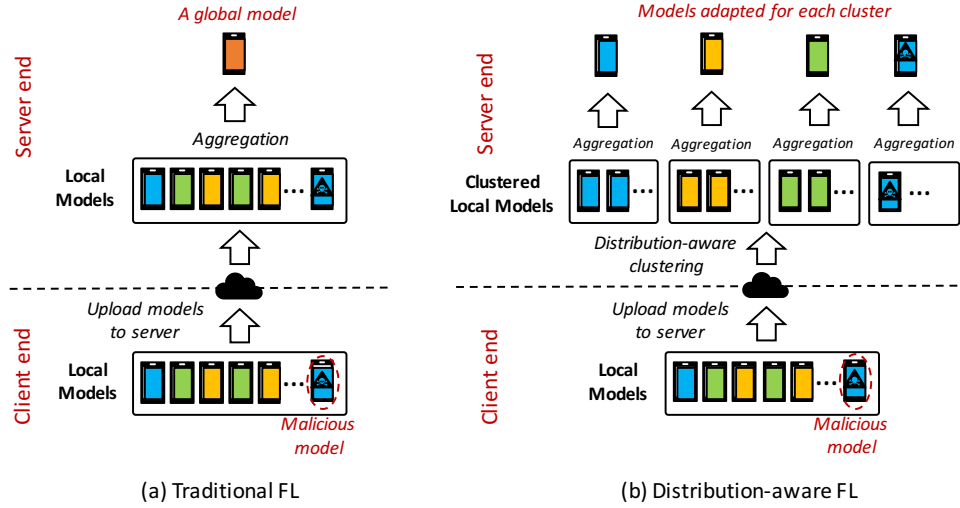 A global model
Server end
Aggregation
Local
Models
...
Upload models
to server
Client end
Local
Models
...
Malicious
model
(a) Traditional FL
Models adapted for each cluster
Server end
Aggregation
Aggregation
Aggregation
Aggregation
Clustered
Local Models
...
...
...
...
Distribution-aware
clustering
Upload models
to server
Client end
Local
Models
...
Malicious
model
(b) Distribution-aware FL